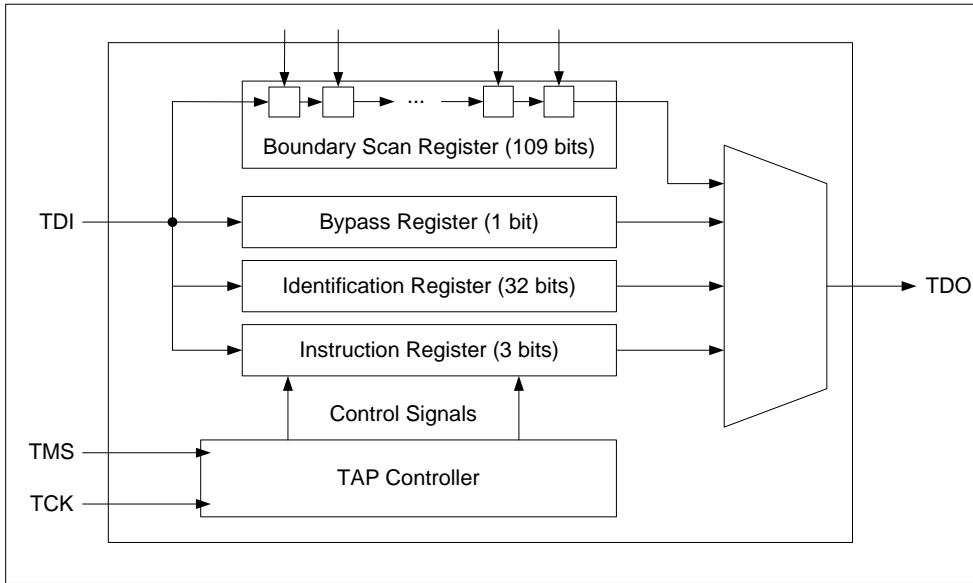 ...
Boundary Scan Register (109 bits)
TDI
Bypass Register (1 bit)
Identification Register (32 bits)
TDO
Instruction Register (3 bits)
Control Signals
TMS
TAP Controller
TCK